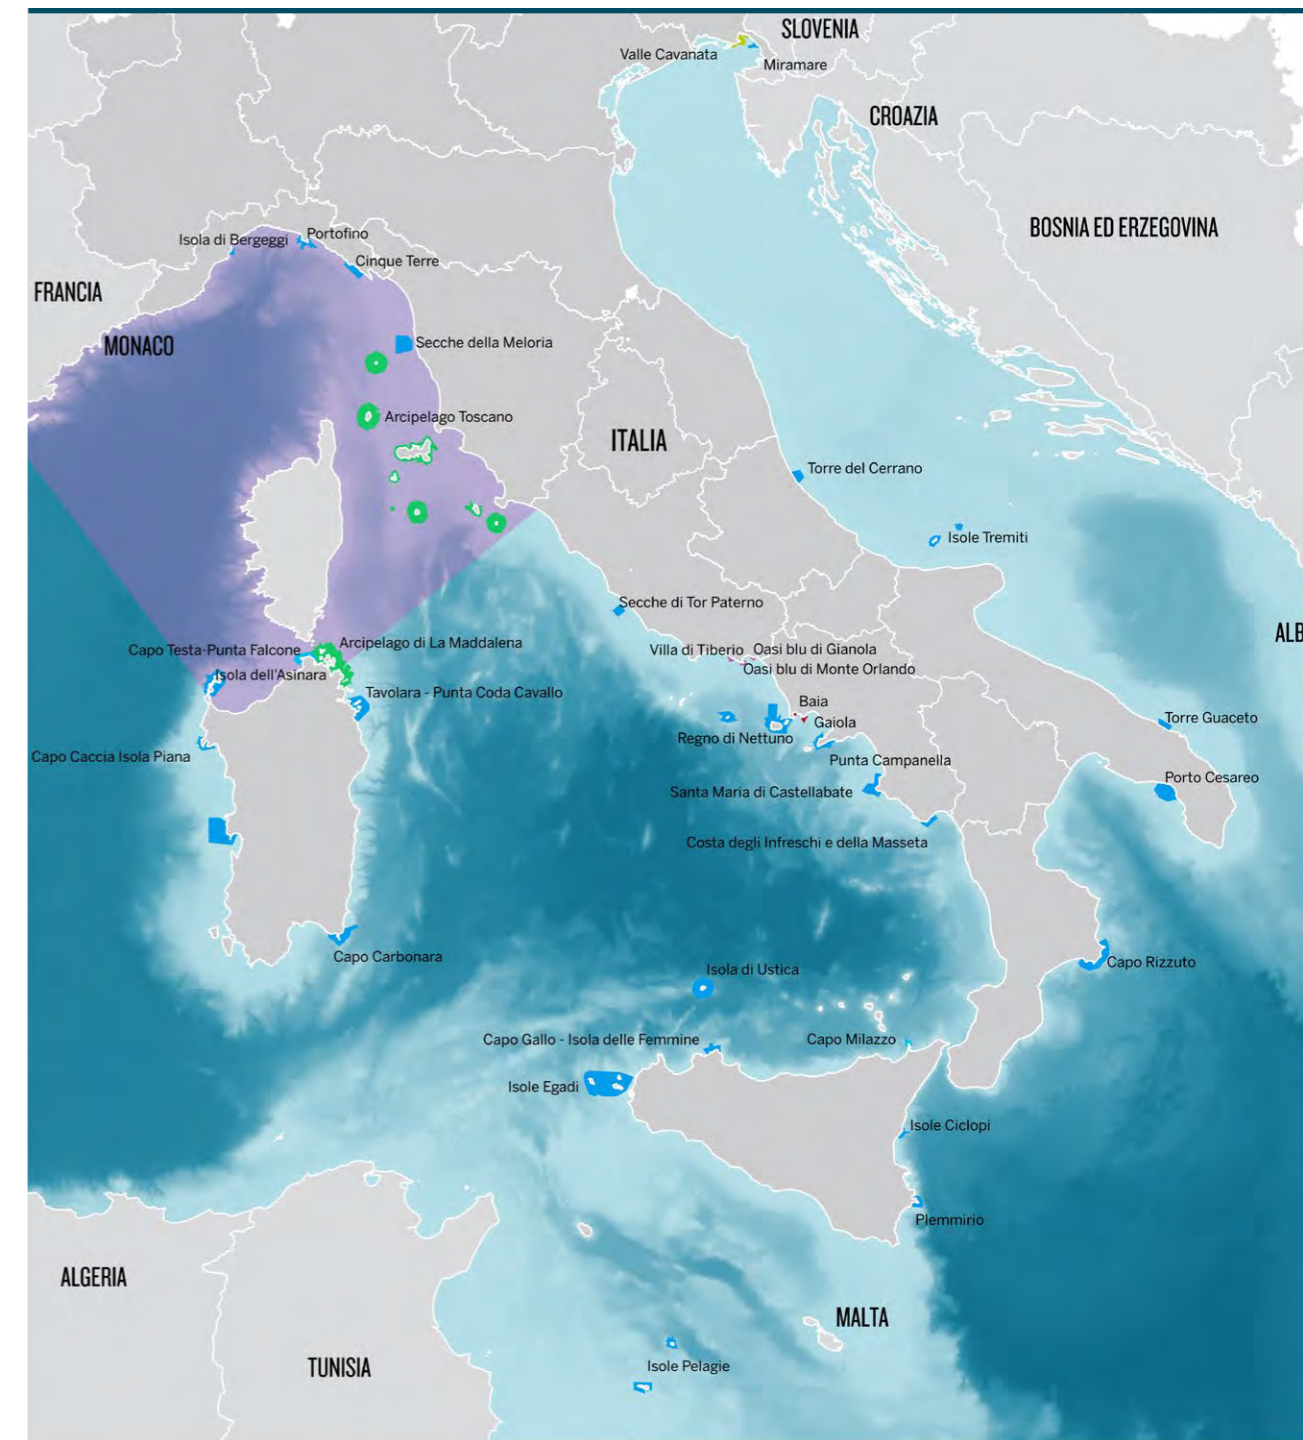 SLOVENIA
Valle Cavanata
Miramare
CROAZIA
BOSNIA ED ERZEGOVINA
Portofino
Isola di Bergeggi
Cinque Terre
FRANCIA
MONACO
Secche della Meloria
Arcipelago Toscano
ITALIA
Torre del Cerrano
Isole Tremiti
Secche di Tor Paterno
ALB
Arcipelago di La Maddalena
Capo Testa-Punta Falcone
Villa di Tiberio
Oasi blu di Gianola
Oasi blu di Monte Orlando
Isola dell'Asinara
Tavolara - Punta Coda Cavallo
Baia
Gaiola
Torre Guaceto
Regno di Nettuno
Capo Caccia Isola Piana
Punta Campanella
Porto Cesareo
Santa Maria di Castellabate
Costa degli Infreschi e della Masseta
Capo Carbonara
Capo Rizzuto
Isola di Ustica
Capo Gallo - Isola delle Femmine
Capo Milazzo
Isole Egadi
Isole Ciclopi
Plemmirio
ALGERIA
MALTA
TUNISIA
Isole Pelagie